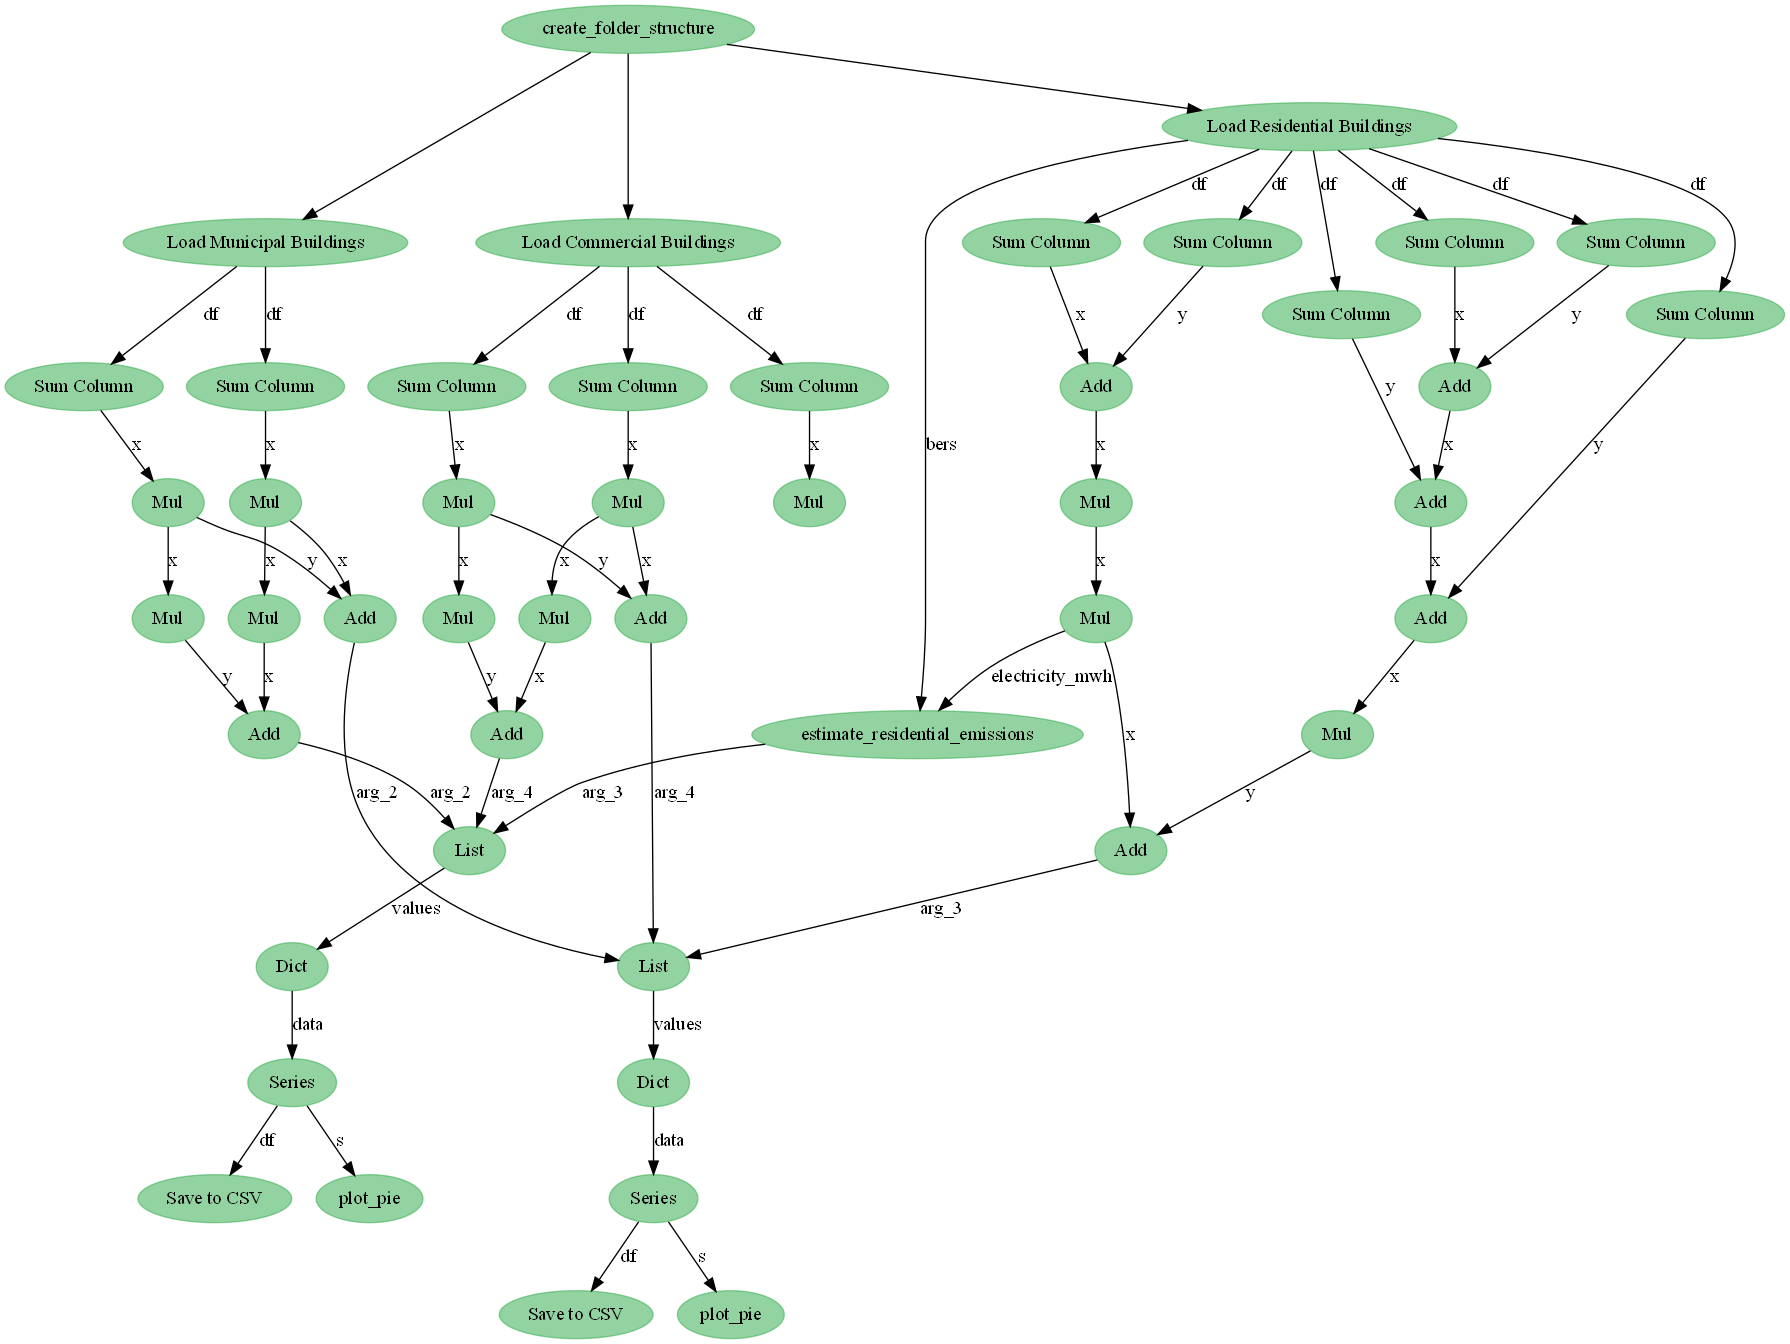 create_folder_structure
Load Residential Buildings
df
df
df
df
df
df
Load Municipal Buildings
Load Commercial Buildings
Sum Column
Sum Column
Sum Column
Sum Column
df
df
df
df
df
x
y
Sum Column
x
y
Sum Column
Sum Column
Sum Column
Sum Column
Sum Column
Sum Column
Add
y
Add
x
x
x
x
x
bers
x
x
y
Mul
Mul
Mul
Mul
Mul
Mul
Add
x
y
x
x
x
y
x
x
x
Mul
Mul
Add
Mul
Mul
Add
Mul
Add
y
x
y
x
electricity_mwh
x
Add
Add
estimate_residential_emissions
x
Mul
arg_2
arg_2
arg_4
arg_3
arg_4
y
List
Add
values
arg_3
Dict
List
data
values
Series
Dict
df
s
data
Save to CSV
plot_pie
Series
df
s
Save to CSV
plot_pie